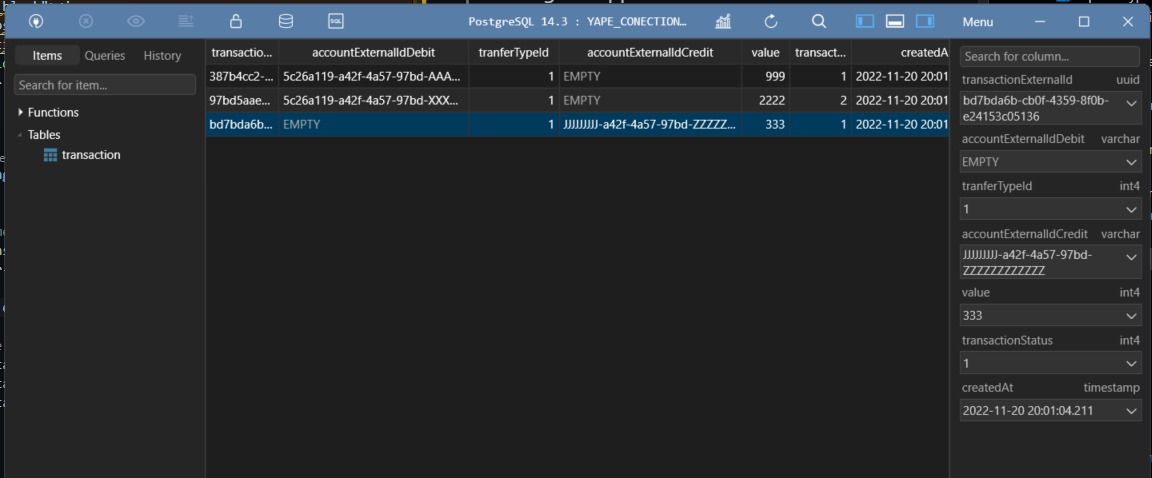 SQL
PostgreSQL 14.3 : YAPE_CONECTION...
Menu
Items Queries History
Search for item...
Functions
Tables
transaction
transactio... accountExternalIdDebit tranferTypeId accountExternalIdCredit value transact... createdA
387b4cc2-... 5c26a119-a42f-4a57-97bd-AAA... 1 EMPTY 999 1 2022-11-20 20:01
97bd5aae... 5c26a119-a42f-4a57-97bd-XXX... 1 EMPTY 2222 2 2022-11-20 20:01
bd7bda6b... EMPTY 1 JJJJJJJJJ-a42f-4a57-97bd-ZZZZZ... 333 1 2022-11-20 20:01
Search for column...
transactionExternalId uuid
bd7bda6b-cb0f-4359-8f0b-
e24153c05136
accountExternalIdDebit varchar
EMPTY
tranferTypeId int4
1
accountExternalIdCredit varchar
JJJJJJJJJ-a42f-4a57-97bd-
ZZZZZZZZZZZZ
value int4
333
transactionStatus int4
1
createdAt timestamp
2022-11-20 20:01:04.211